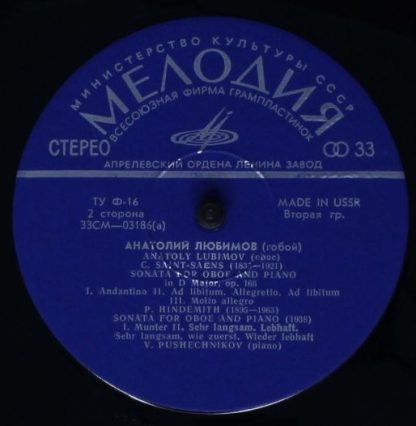 МИНИСТЕРСТВО КУЛЬТУРЫ СССР
МЕЛОДИЯ
ВСЕСОЮЗНАЯ ФИРМА ГРАМПЛАСТИНОК
СТЕРЕО 33
АПРЕЛЕВСКИЙ ОРДЕНА ЛЕНИНА ЗАВОД
ТУ Ф-16 MADE IN USSR
2 сторона Вторая гр.
33СМ—03186(а)
АНАТОЛИЙ ЛЮБИМОВ (гобой)
ANATOLY LUBIMOV (oboe)
C. SAINT-SAENS (1835—1921)
SONATA FOR OBOE AND PIANO
in D Major, op. 166
I. Andantino II. Ad libitum. Allegretto. Ad libitum
III. Molto allegro
P. HINDEMITH (1895—1963)
SONATA FOR OBOE AND PIANO (1938)
I. Munter II. Sehr langsam. Lebhaft.
Sehr langsam, wie zuerst. Wieder lebhaft
V. PUSHECHNIKOV (piano)